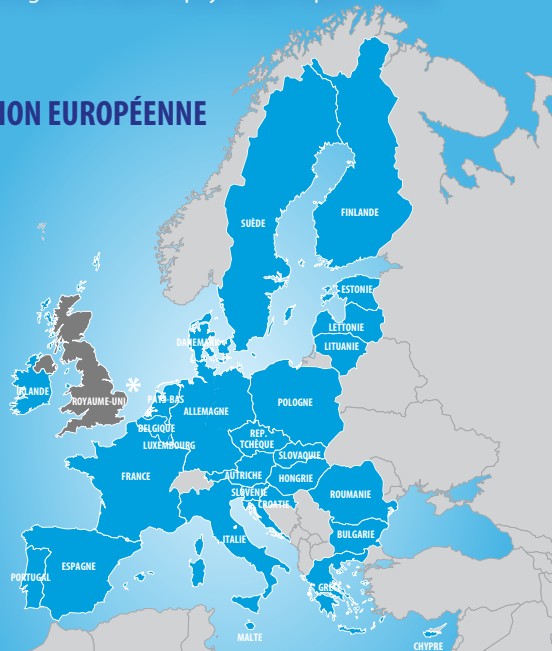 ION EUROPÉENNE
FINLANDE
SUÈDE
ESTONIE
LETTONIE
LITUANIE
DANEMARK
IRLANDE
ROYAUME-UNI
*
PAYS-BAS
ALLEMAGNE
POLOGNE
BELGIQUE
LUXEMBOURG
REP.
TCHÈQUE
SLOVAQUIE
FRANCE
AUTRICHE
HONGRIE
SLOVÉNIE
CROATIE
ROUMANIE
ITALIE
BULGARIE
PORTUGAL
ESPAGNE
GRÈCE
MALTE
CHYPRE